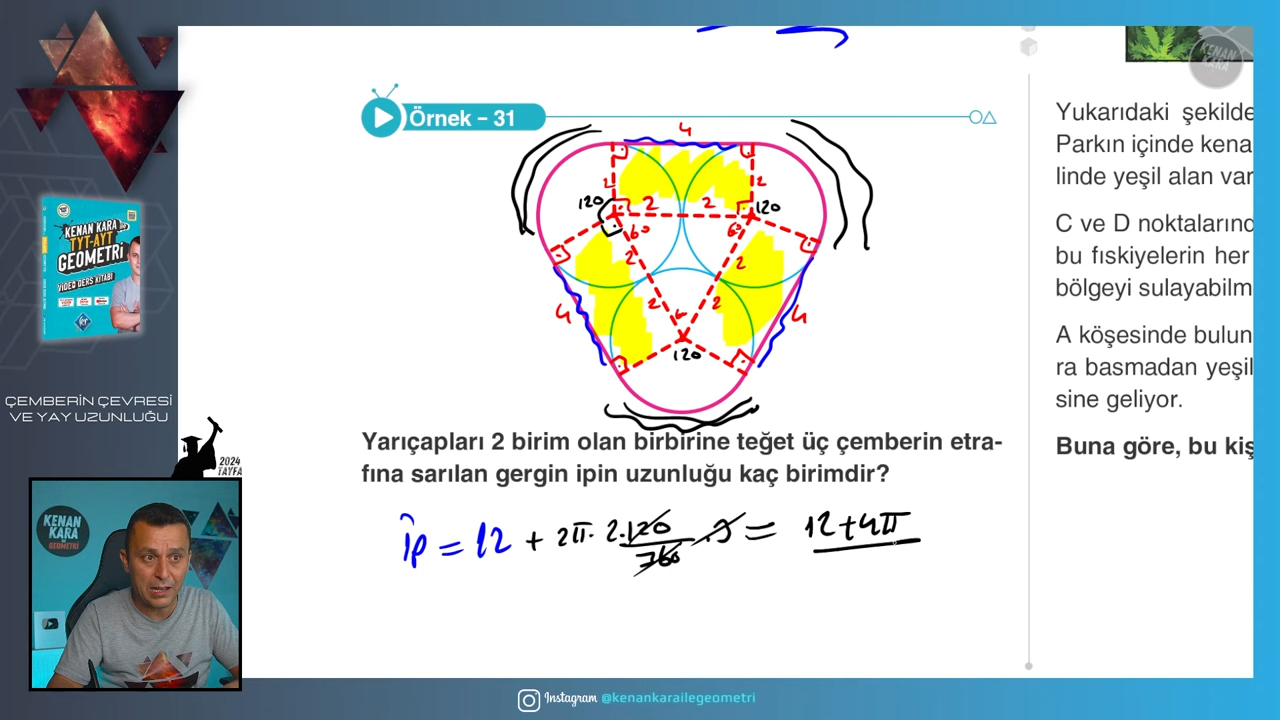 KENAN KARA
Örnek – 31
4
2
2
120
2
2
120
60
60
2
2
2
2
4
4
60
120
Yarıçapları 2 birim olan birbirine teğet üç çemberin etra-
fına sarılan gergin ipin uzunluğu kaç birimdir?
İp = 12 + 2π. 2. 120/360 .3 = 12+4π
Yukarıdaki şekilde
Parkın içinde kena
linde yeşil alan var
C ve D noktalarınd
bu fıskiyelerin her
bölgeyi sulayabilm
A köşesinde bulun
ra basmadan yeşil
sine geliyor.
Buna göre, bu kiş
KENAN KARA
TYT-AYT
GEOMETRİ
VİDEO DERS KİTABI
ÇEMBERİN ÇEVRESİ
VE YAY UZUNLUĞU
2024
TAYFA
KENAN
KARA
GEOMETRİ
Instagram @kenankarailegeometri